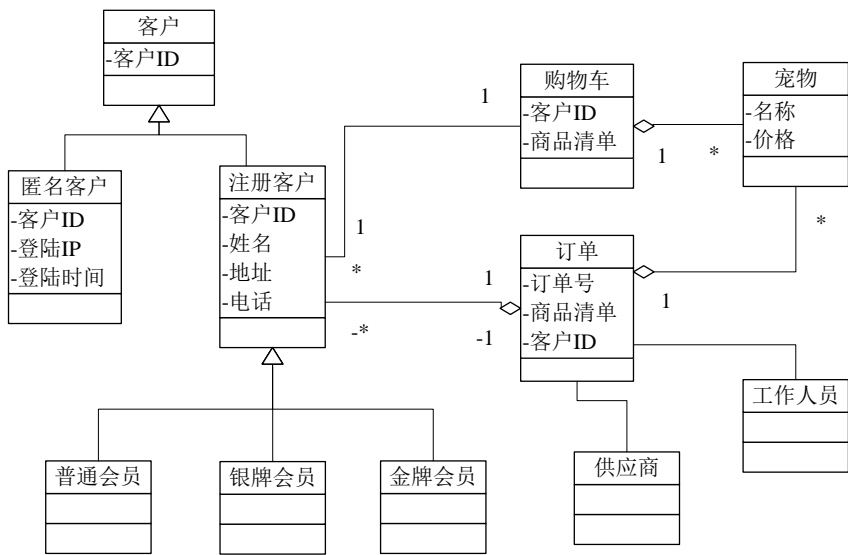 客户
-客户ID
购物车
-客户ID
-商品清单
宠物
-名称
-价格
1
1
*
匿名客户
-客户ID
-登陆IP
-登陆时间
注册客户
-客户ID
-姓名
-地址
-电话
1
*
-*
订单
-订单号
-商品清单
-客户ID
1
-1
*
1
工作人员
普通会员
银牌会员
金牌会员
供应商